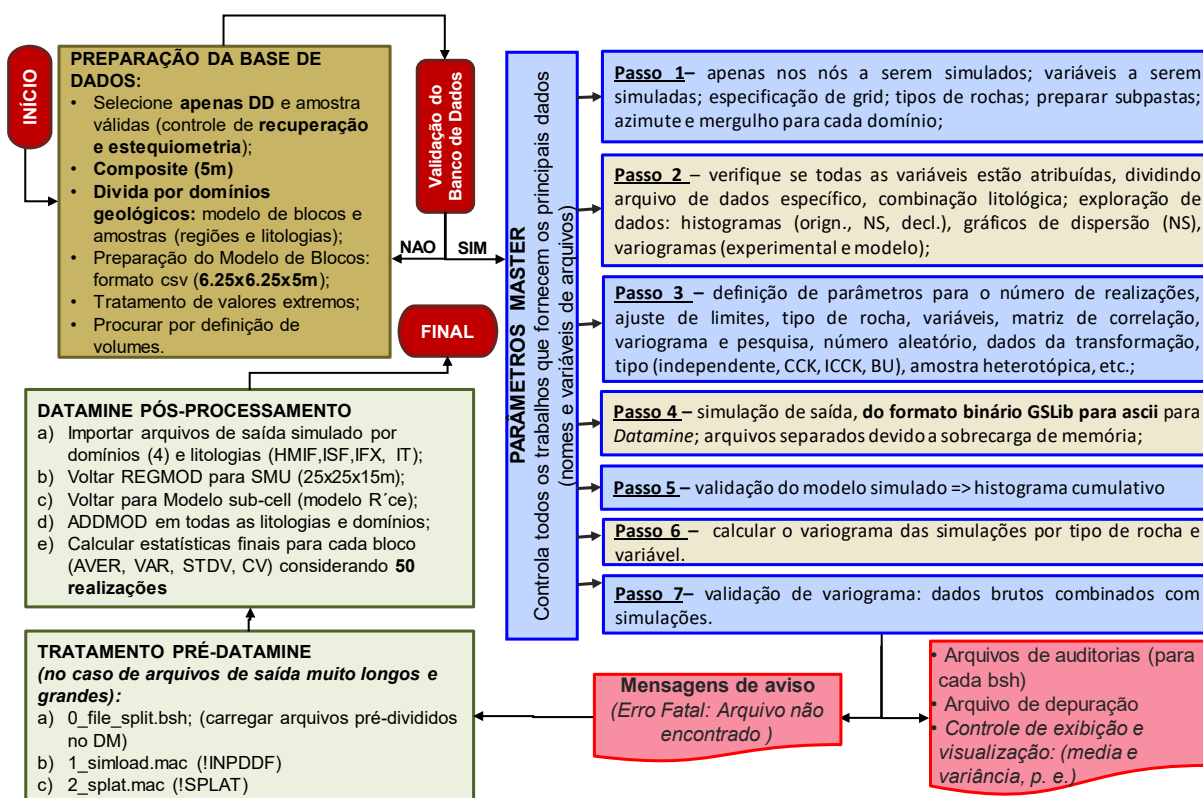 INÍCIO
PREPARAÇÃO DA BASE DE
DADOS:
• Selecione apenas DD e amostra
válidas (controle de recuperação
e estequiometria);
• Composite (5m)
• Divida por domínios
geológicos: modelo de blocos e
amostras (regiões e litologias);
• Preparação do Modelo de Blocos:
formato csv (6.25x6.25x5m);
• Tratamento de valores extremos;
• Procurar por definição de
volumes.
Validação do
Banco de Dados
NAO
SIM
FINAL
PARÂMETROS MASTER
Controla todos os trabalhos que fornecem os principais dados
(nomes e variáveis de arquivos)
Passo 1– apenas nos nós a serem simulados; variáveis a serem
simuladas; especificação de grid; tipos de rochas; preparar subpastas;
azimute e mergulho para cada domínio;
Passo 2 – verifique se todas as variáveis estão atribuídas, dividindo
arquivo de dados específico, combinação litológica; exploração de
dados: histogramas (orign., NS, decl.), gráficos de dispersão (NS),
variogramas (experimental e modelo);
Passo 3 – definição de parâmetros para o número de realizações,
ajuste de limites, tipo de rocha, variáveis, matriz de correlação,
variograma e pesquisa, número aleatório, dados da transformação,
tipo (independente, CCK, ICCK, BU), amostra heterotópica, etc.;
Passo 4 – simulação de saída, do formato binário GSLib para ascii para
Datamine; arquivos separados devido a sobrecarga de memória;
Passo 5 – validação do modelo simulado => histograma cumulativo
Passo 6 – calcular o variograma das simulações por tipo de rocha e
variável.
Passo 7– validação de variograma: dados brutos combinados com
simulações.
DATAMINE PÓS-PROCESSAMENTO
a) Importar arquivos de saída simulado por
domínios (4) e litologias (HMIF,ISF,IFX, IT);
b) Voltar REGMOD para SMU (25x25x15m);
c) Voltar para Modelo sub-cell (modelo R´ce);
d) ADDMOD em todas as litologias e domínios;
e) Calcular estatísticas finais para cada bloco
(AVER, VAR, STDV, CV) considerando 50
realizações
TRATAMENTO PRÉ-DATAMINE
(no caso de arquivos de saída muito longos e
grandes):
a) 0_file_split.bsh; (carregar arquivos pré-divididos
no DM)
b) 1_simload.mac (!INPDDF)
c) 2_splat.mac (!SPLAT)
Mensagens de aviso
(Erro Fatal: Arquivo não
encontrado )
• Arquivos de auditorias (para
cada bsh)
• Arquivo de depuração
• Controle de exibição e
visualização: (media e
variância, p. e.)